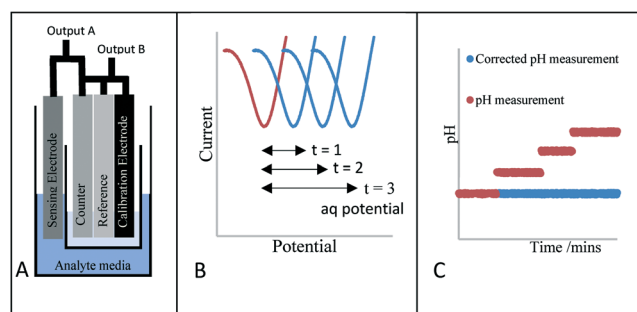 Output A
Output B
Sensing Electrode
Counter
Reference
Calibration Electrode
Analyte media
A
Current
t = 1
t = 2
t = 3
aq potential
Potential
B
Corrected pH measurement
pH measurement
pH
Time /mins
C